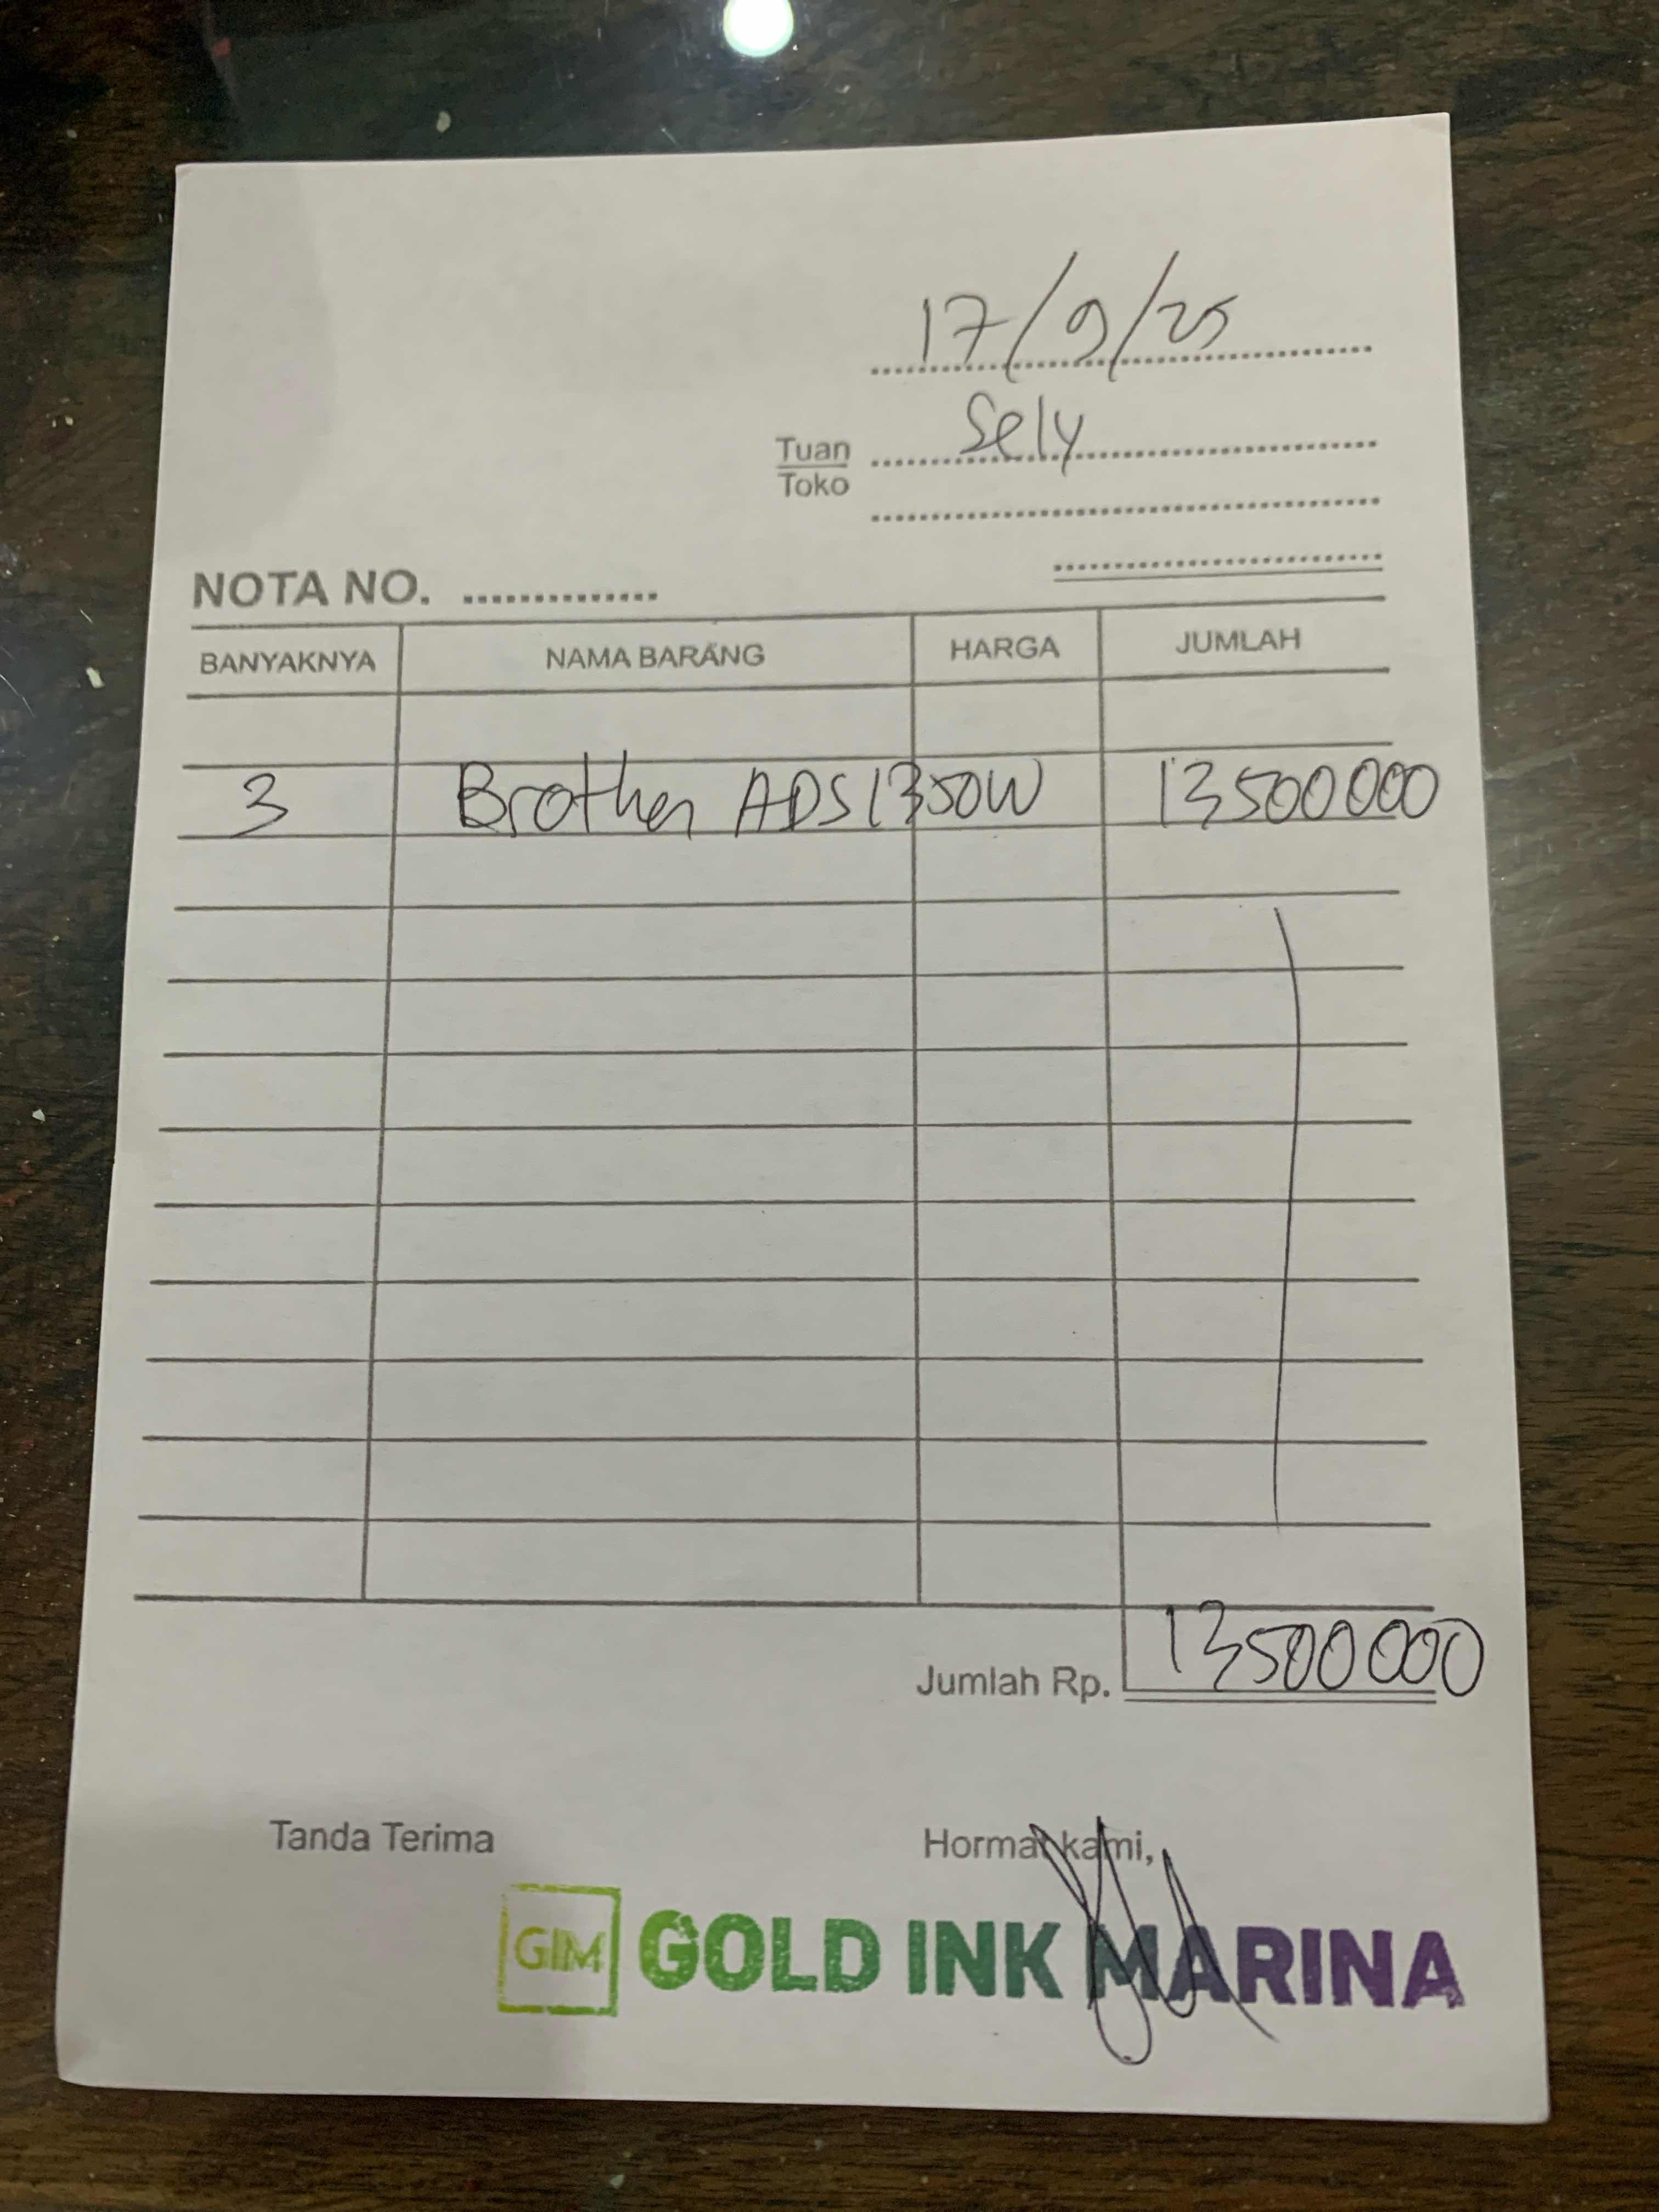 17/9/25
Tuan Sely
Toko
NOTA NO. ..............
BANYAKNYA NAMA BARANG HARGA JUMLAH
3 Brother ADS1350W 13500000
Jumlah Rp. 13500000
Tanda Terima Hormat kami,
GIM GOLD INK MARINA